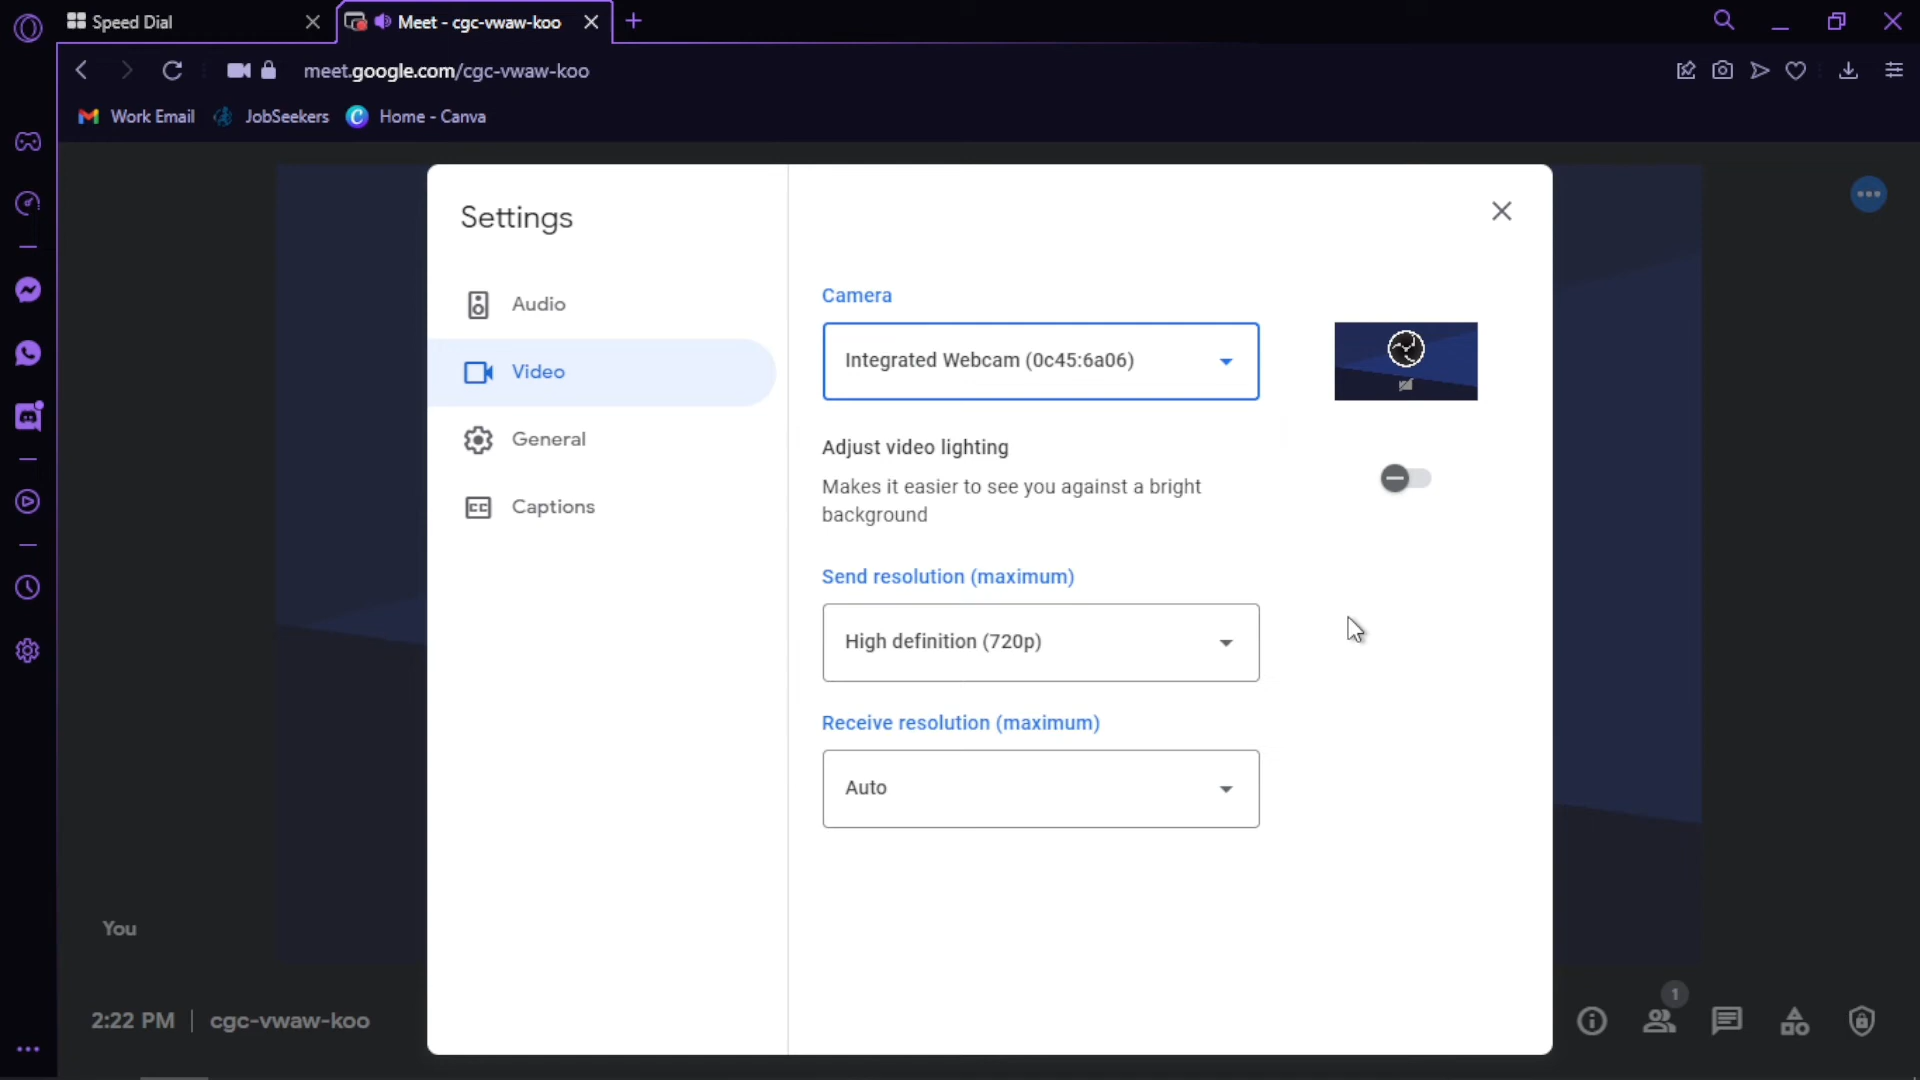 Speed Dial
Meet - cgc-vwaw-koo
meet.google.com/cgc-vwaw-koo
Work Email
JobSeekers
Home - Canva
Settings
Audio
Video
General
Captions
Camera
Integrated Webcam (0c45:6a06)
Adjust video lighting
Makes it easier to see you against a bright
background
Send resolution (maximum)
High definition (720p)
Receive resolution (maximum)
Auto
You
2:22 PM | cgc-vwaw-koo
1